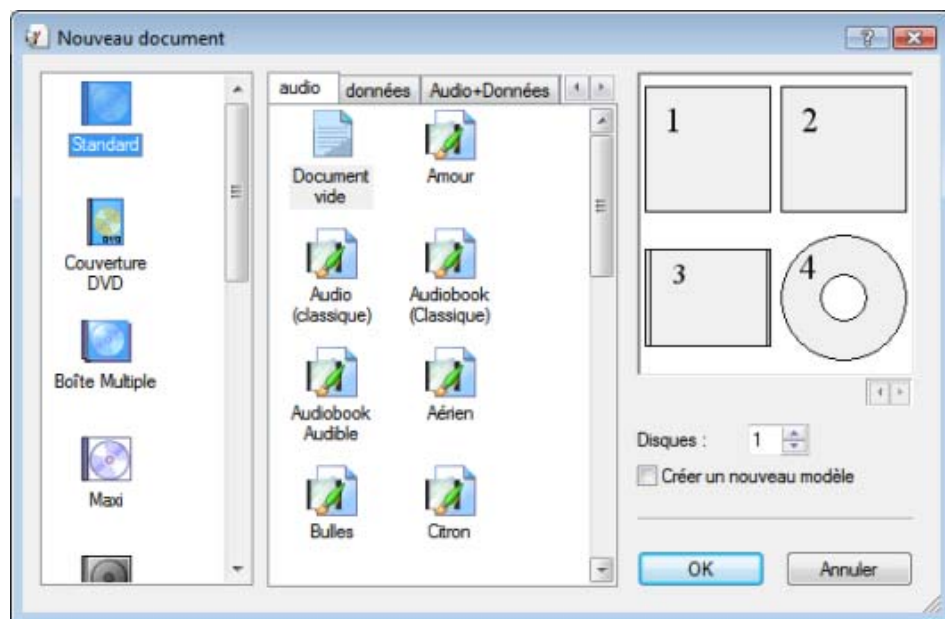 Nouveau document
Standard
Couverture
DVD
Boîte Multiple
Maxi
audio
données
Audio+Données
Document
vide
Amour
Audio
(classique)
Audiobook
(Classique)
Audiobook
Audible
Aérien
Bulles
Citron
1
2
3
4
Disques :
1
Créer un nouveau modèle
OK
Annuler